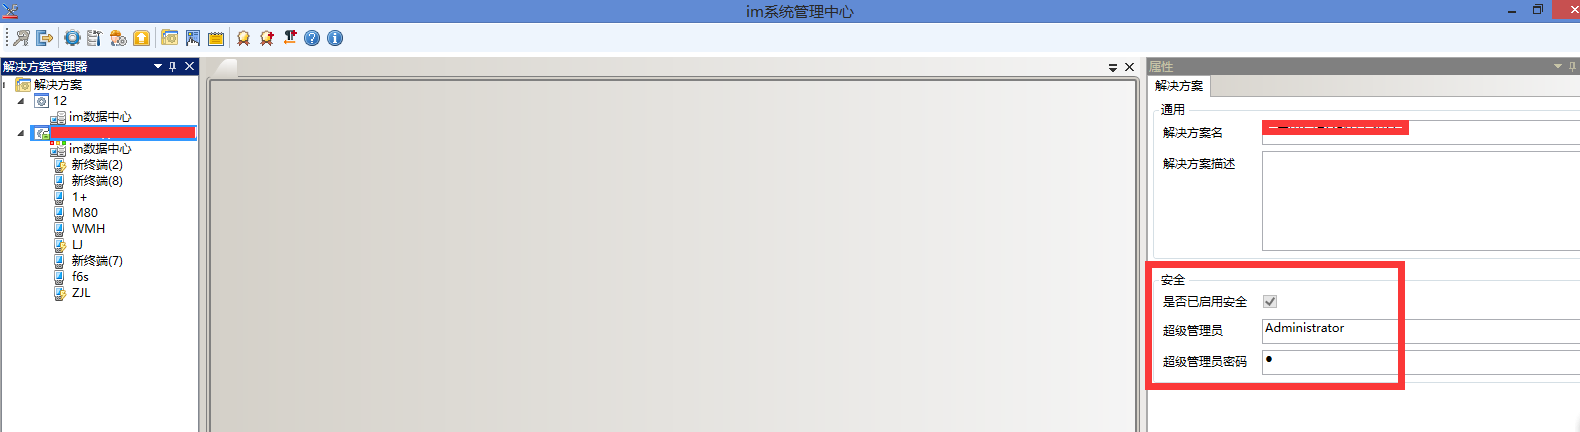 im系统管理中心
解决方案管理器
解决方案
12
im数据中心
im数据中心
新终端(2)
新终端(8)
1+
M80
WMH
LJ
新终端(7)
f6s
ZJL
属性
解决方案
通用
解决方案名
解决方案描述
安全
是否已启用安全
超级管理员 Administrator
超级管理员密码 ●